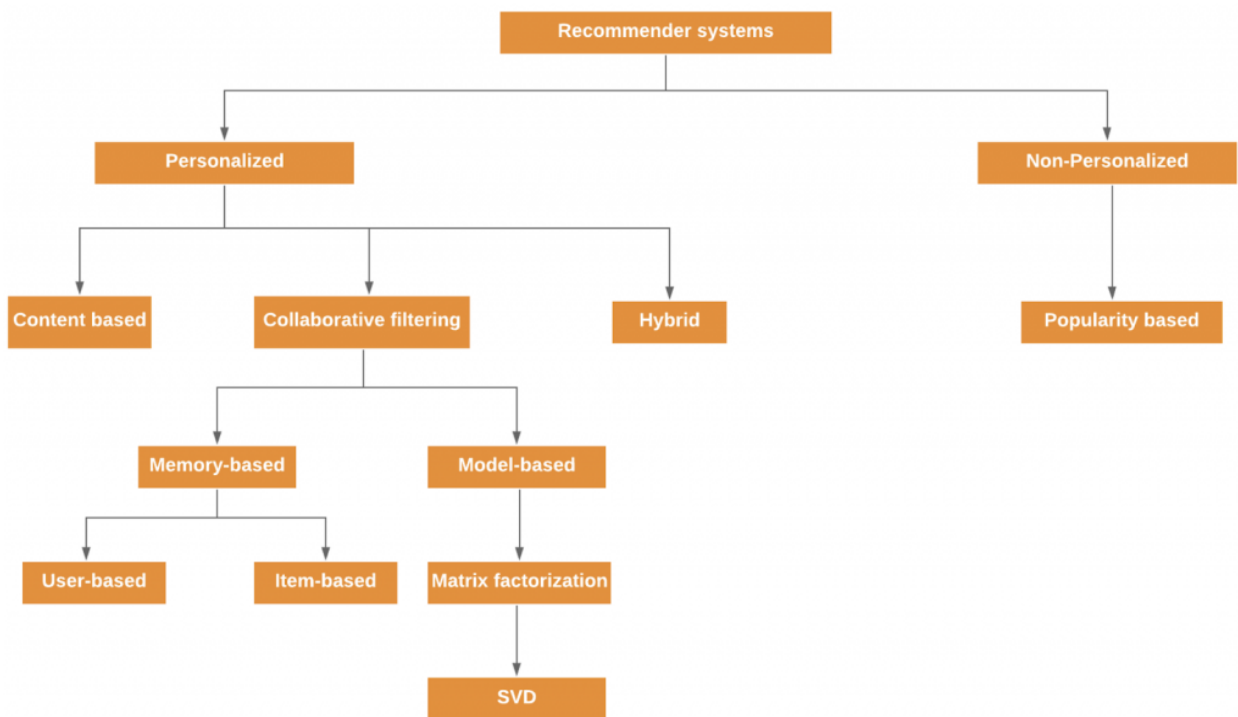 Recommender systems
Personalized
Non-Personalized
Content based
Collaborative filtering
Hybrid
Popularity based
Memory-based
Model-based
User-based
Item-based
Matrix factorization
SVD